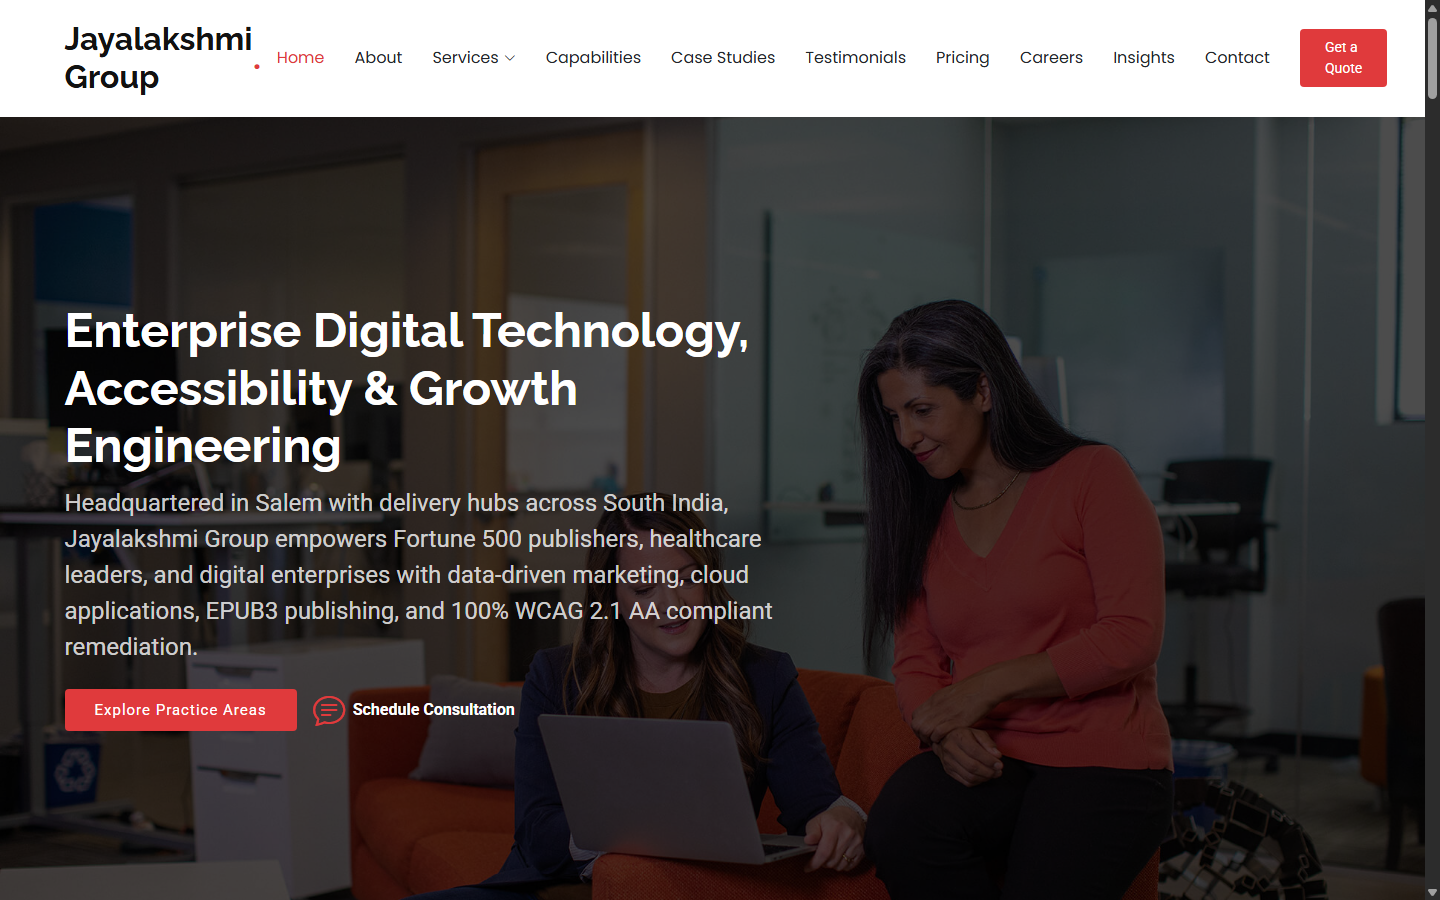 Jayalakshmi
Group
Home
About
Services
Capabilities
Case Studies
Testimonials
Pricing
Careers
Insights
Contact
Get a
Quote
Enterprise Digital Technology,
Accessibility & Growth
Engineering
Headquartered in Salem with delivery hubs across South India,
Jayalakshmi Group empowers Fortune 500 publishers, healthcare
leaders, and digital enterprises with data-driven marketing, cloud
applications, EPUB3 publishing, and 100% WCAG 2.1 AA compliant
remediation.
Explore Practice Areas
Schedule Consultation